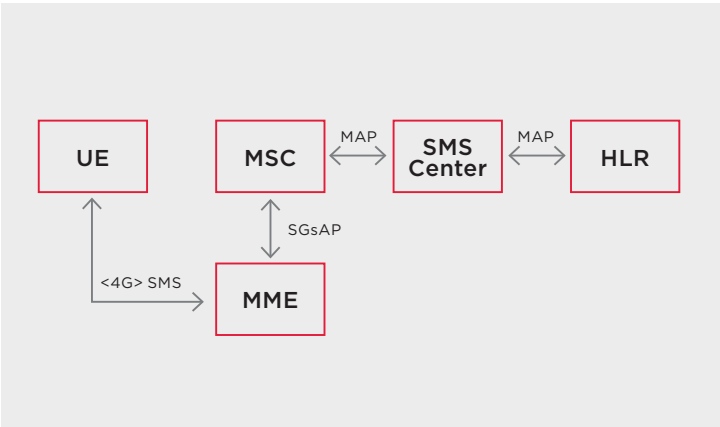 UE
MSC
MAP
SMS
Center
MAP
HLR
SGsAP
<4G> SMS
MME